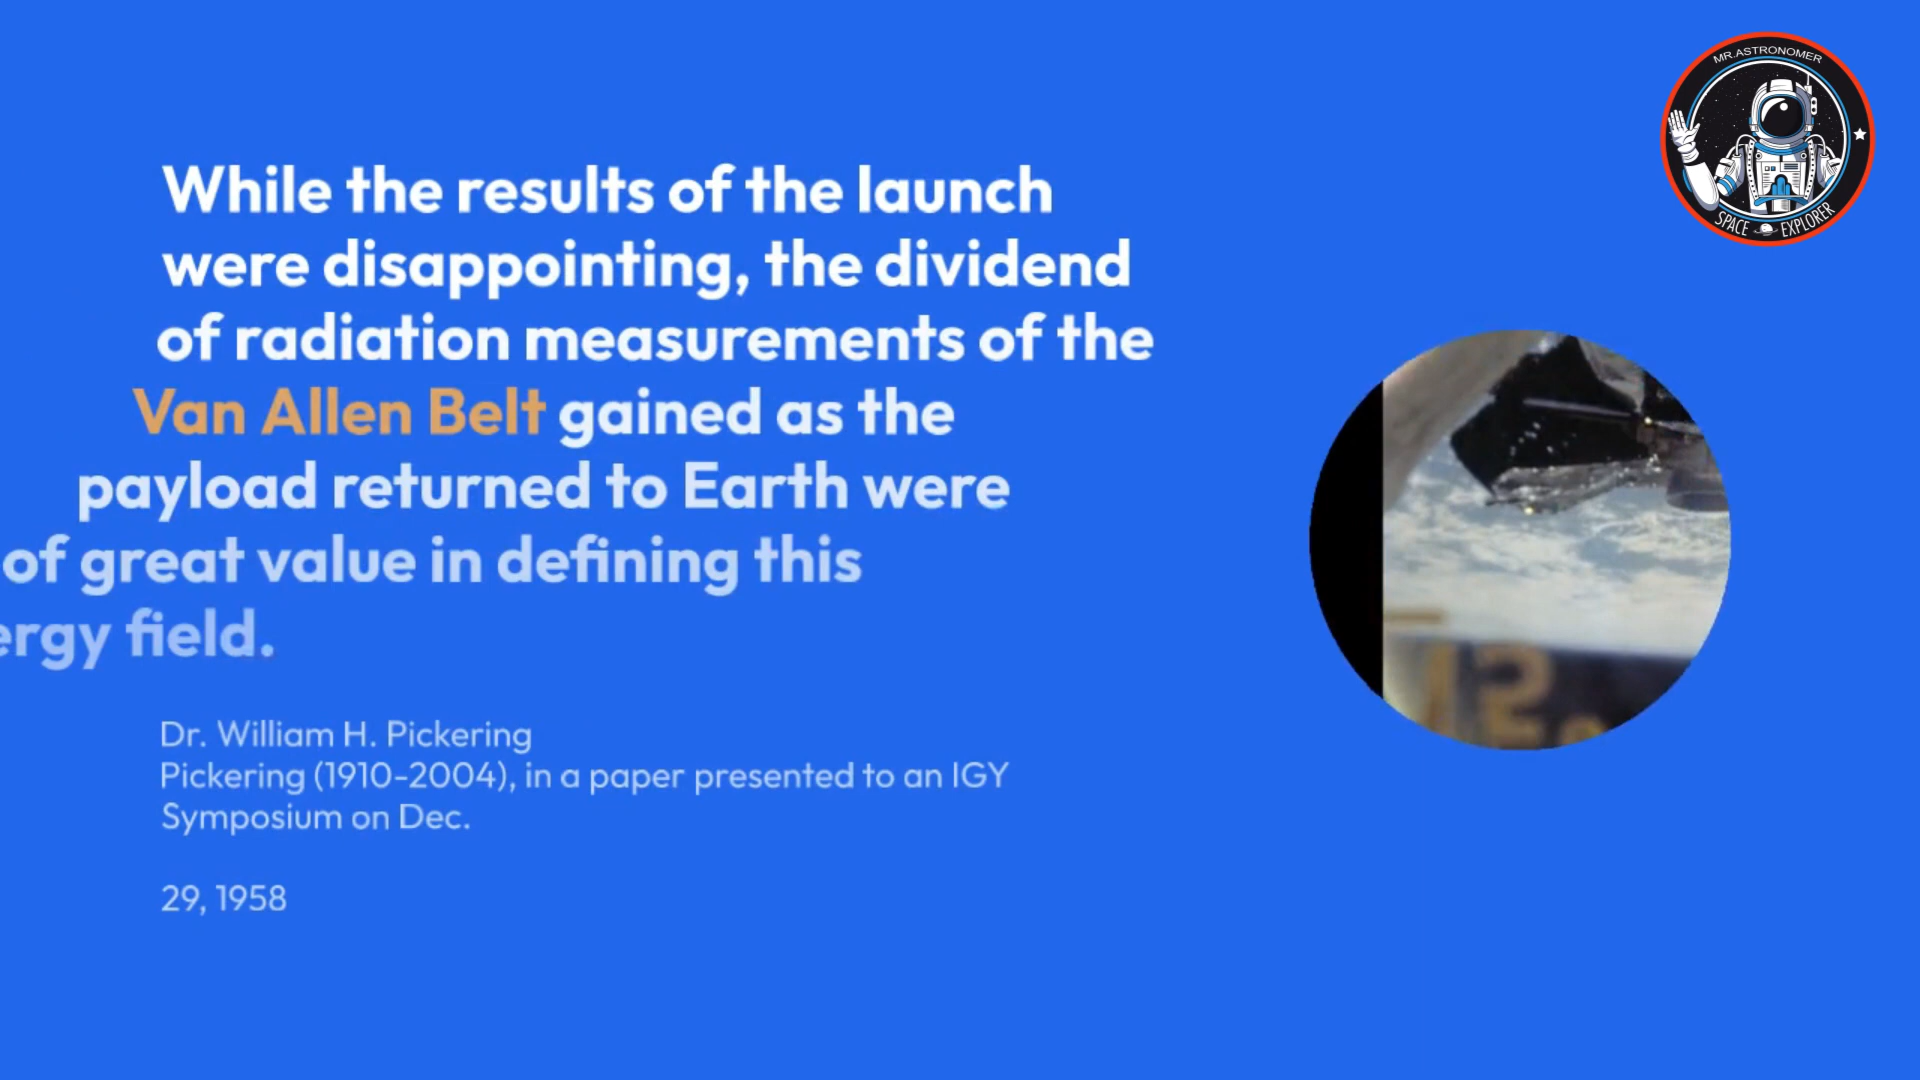 MR.ASTRONOMER
SPACE EXPLORER
While the results of the launch
were disappointing, the dividend
of radiation measurements of the
Van Allen Belt gained as the
payload returned to Earth were
of great value in defining this
field.
12
Dr. William H. Pickering
Pickering (1910-2004), in a paper presented to an IGY
Symposium on Dec.
29, 1958